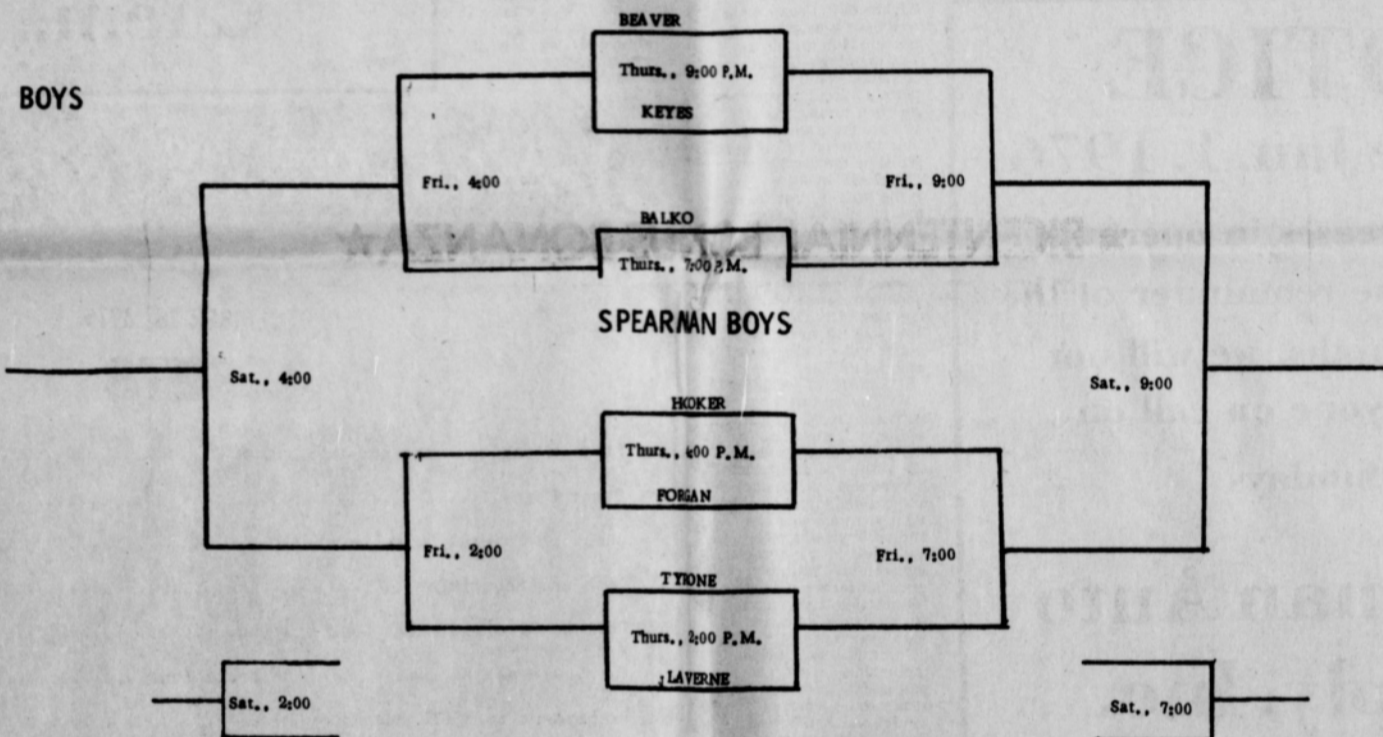 BOYS
BEAVER
Thurs., 9:00 P.M.
KEYES
Fri., 4:00
Fri., 9:00
BALKO
Thurs., 7:00 P.M.
SPEARMAN BOYS
Sat., 4:00
Sat., 9:00
HOOKER
Thurs., 4:00 P.M.
FORGAN
Fri., 2:00
Fri., 7:00
TYRONE
Thurs., 2:00 P.M.
LAVERNE
Sat., 2:00
Sat., 7:00